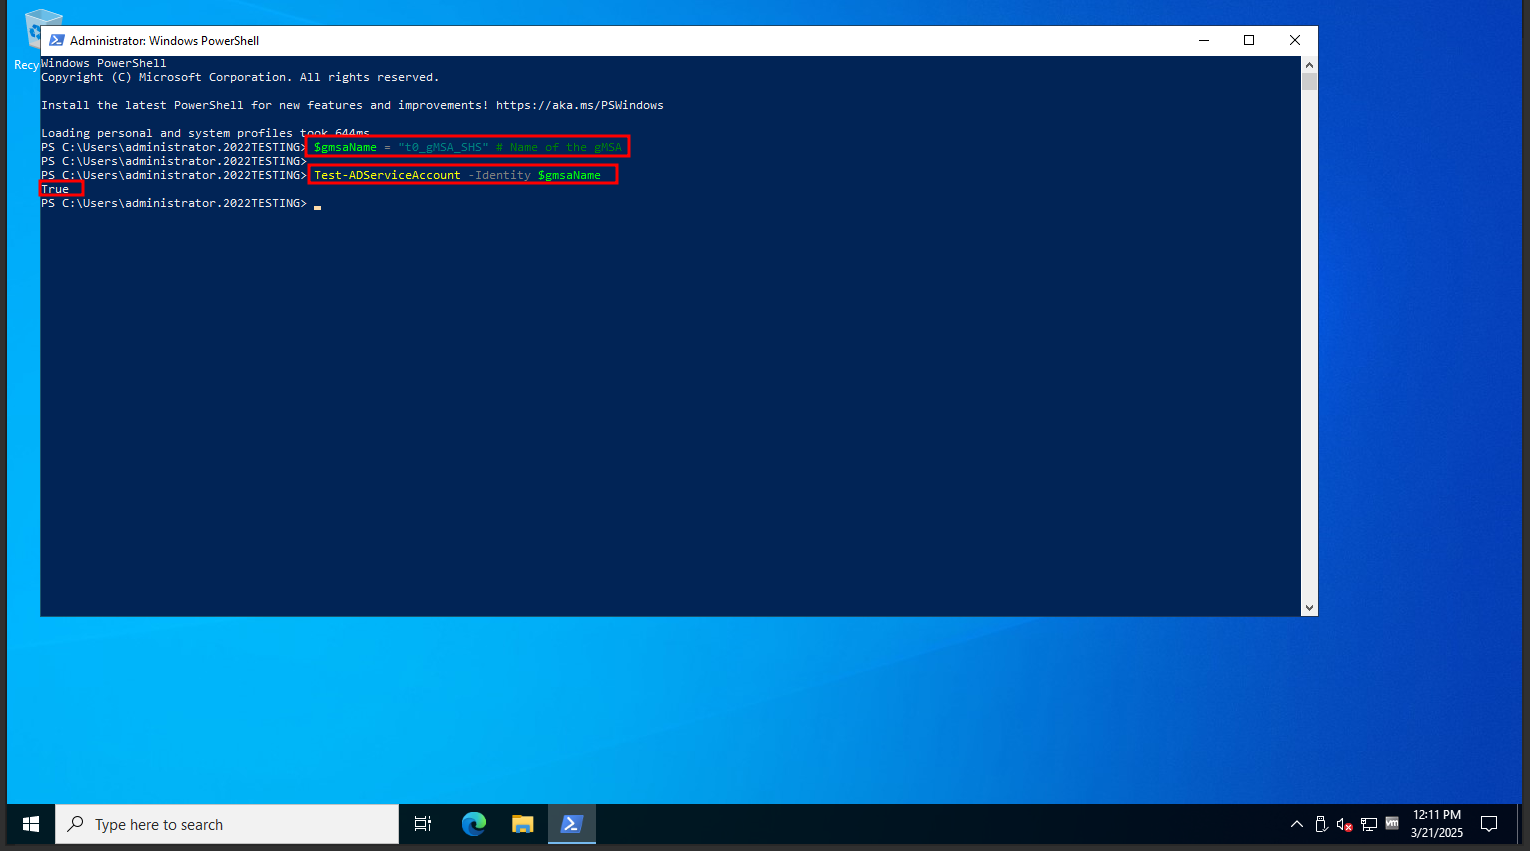 Administrator: Windows PowerShell
Recy
Windows PowerShell
Copyright (C) Microsoft Corporation. All rights reserved.
Install the latest PowerShell for new features and improvements! https://aka.ms/PSWindows
Loading personal and system profiles took 644ms.
PS C:\Users\administrator.2022TESTING> $gmsaName = "t0_gMSA_SHS" # Name of the gMSA
PS C:\Users\administrator.2022TESTING>
PS C:\Users\administrator.2022TESTING> Test-ADServiceAccount -Identity $gmsaName
True
PS C:\Users\administrator.2022TESTING>
Type here to search
vm
12:11 PM
3/21/2025